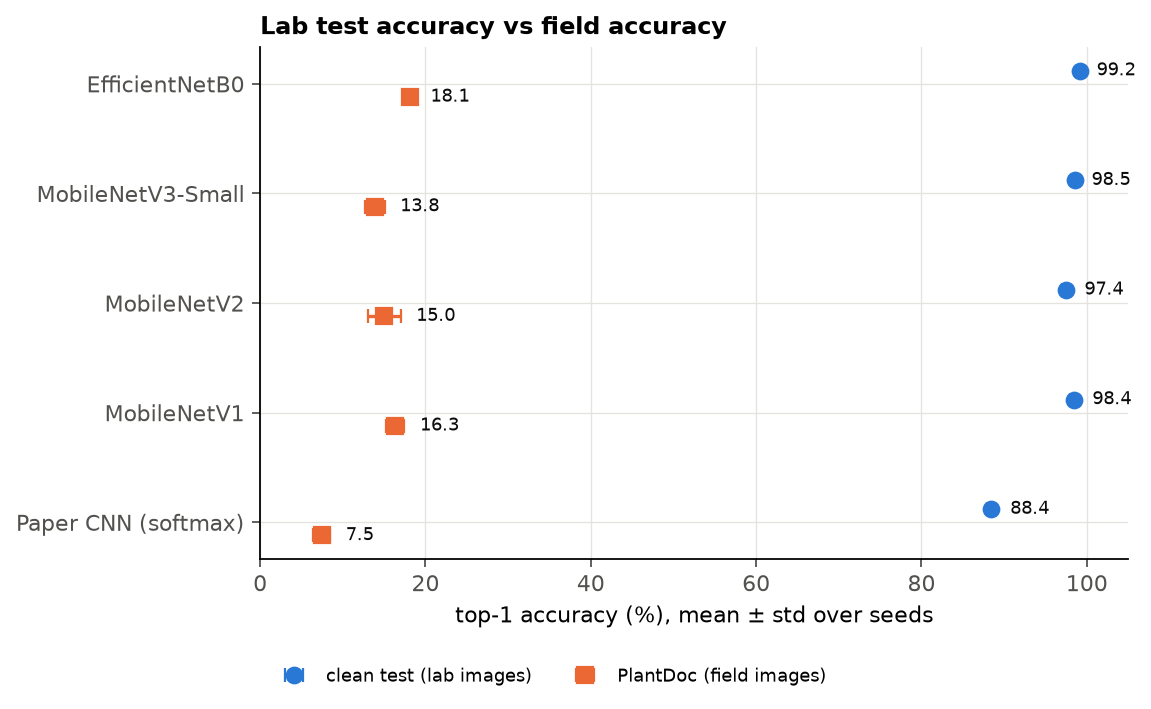 Lab test accuracy vs field accuracy
EfficientNetB0
99.2
18.1
MobileNetV3-Small
98.5
13.8
MobileNetV2
97.4
15.0
MobileNetV1
98.4
16.3
Paper CNN (softmax)
88.4
7.5
0 20 40 60 80 100
top-1 accuracy (%), mean ± std over seeds
clean test (lab images) PlantDoc (field images)